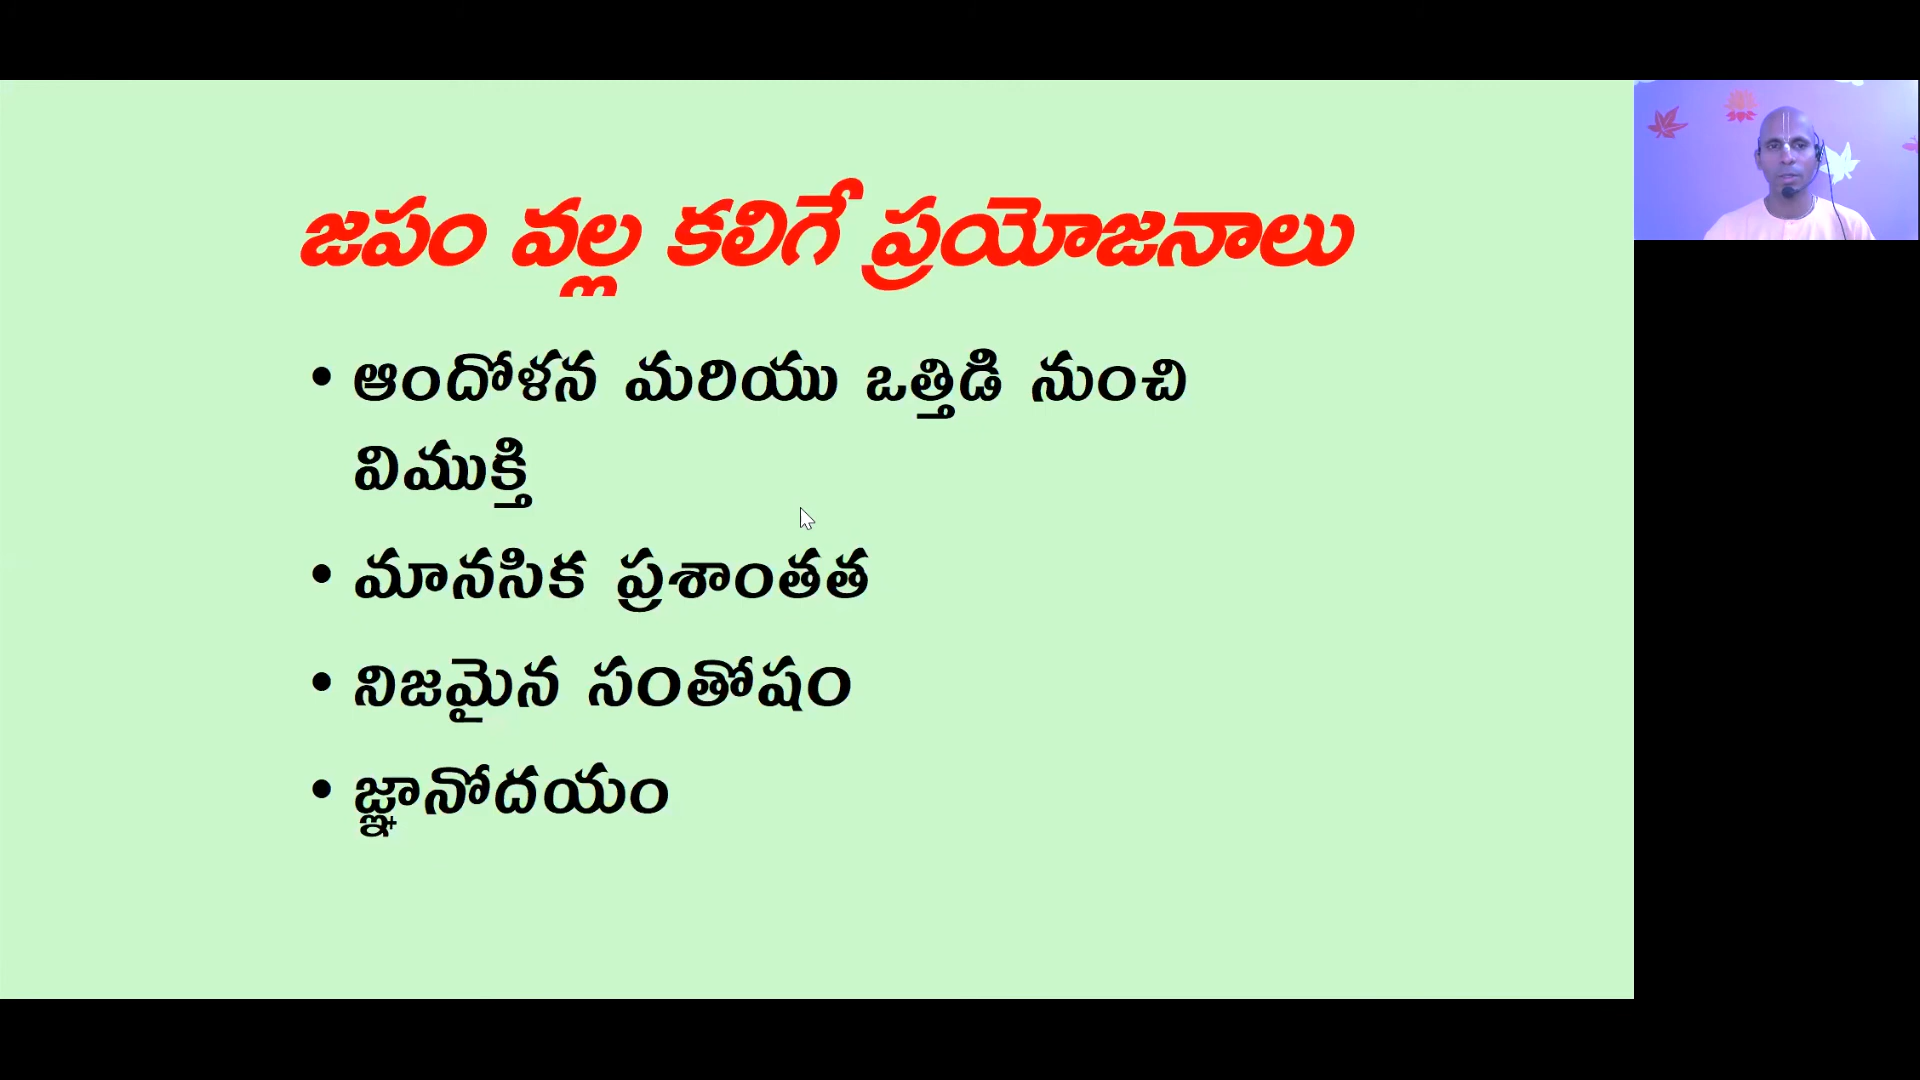 జపం వల్ల కలిగే ప్రయోజనాలు
• ఆందోళన మరియు ఒత్తిడి నుంచి
విముక్తి
• మానసిక ప్రశాంతత
• నిజమైన సంతోషం
• జ్ఞానోదయం